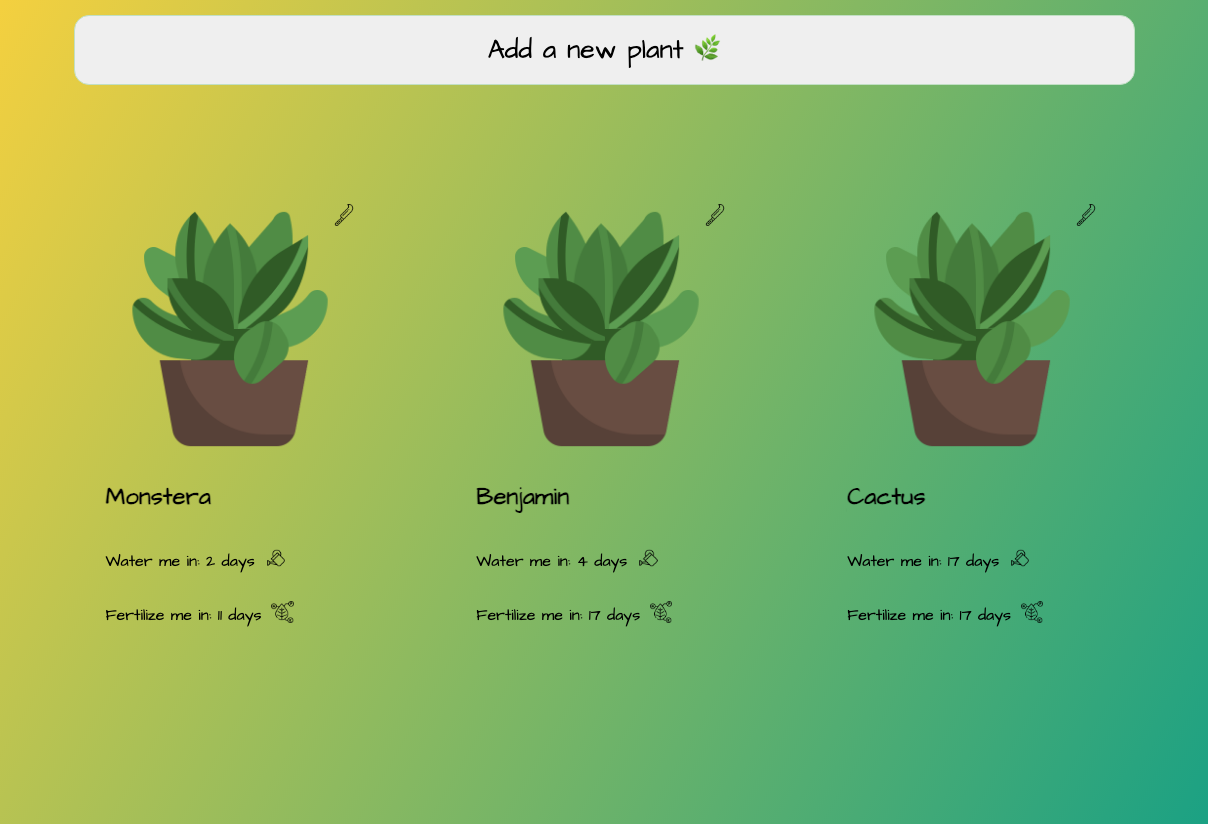 Add a new plant 🌿
Monstera
Benjamin
Cactus
Water me in: 2 days
Water me in: 4 days
Water me in: 17 days
Fertilize me in: 11 days
Fertilize me in: 17 days
Fertilize me in: 17 days